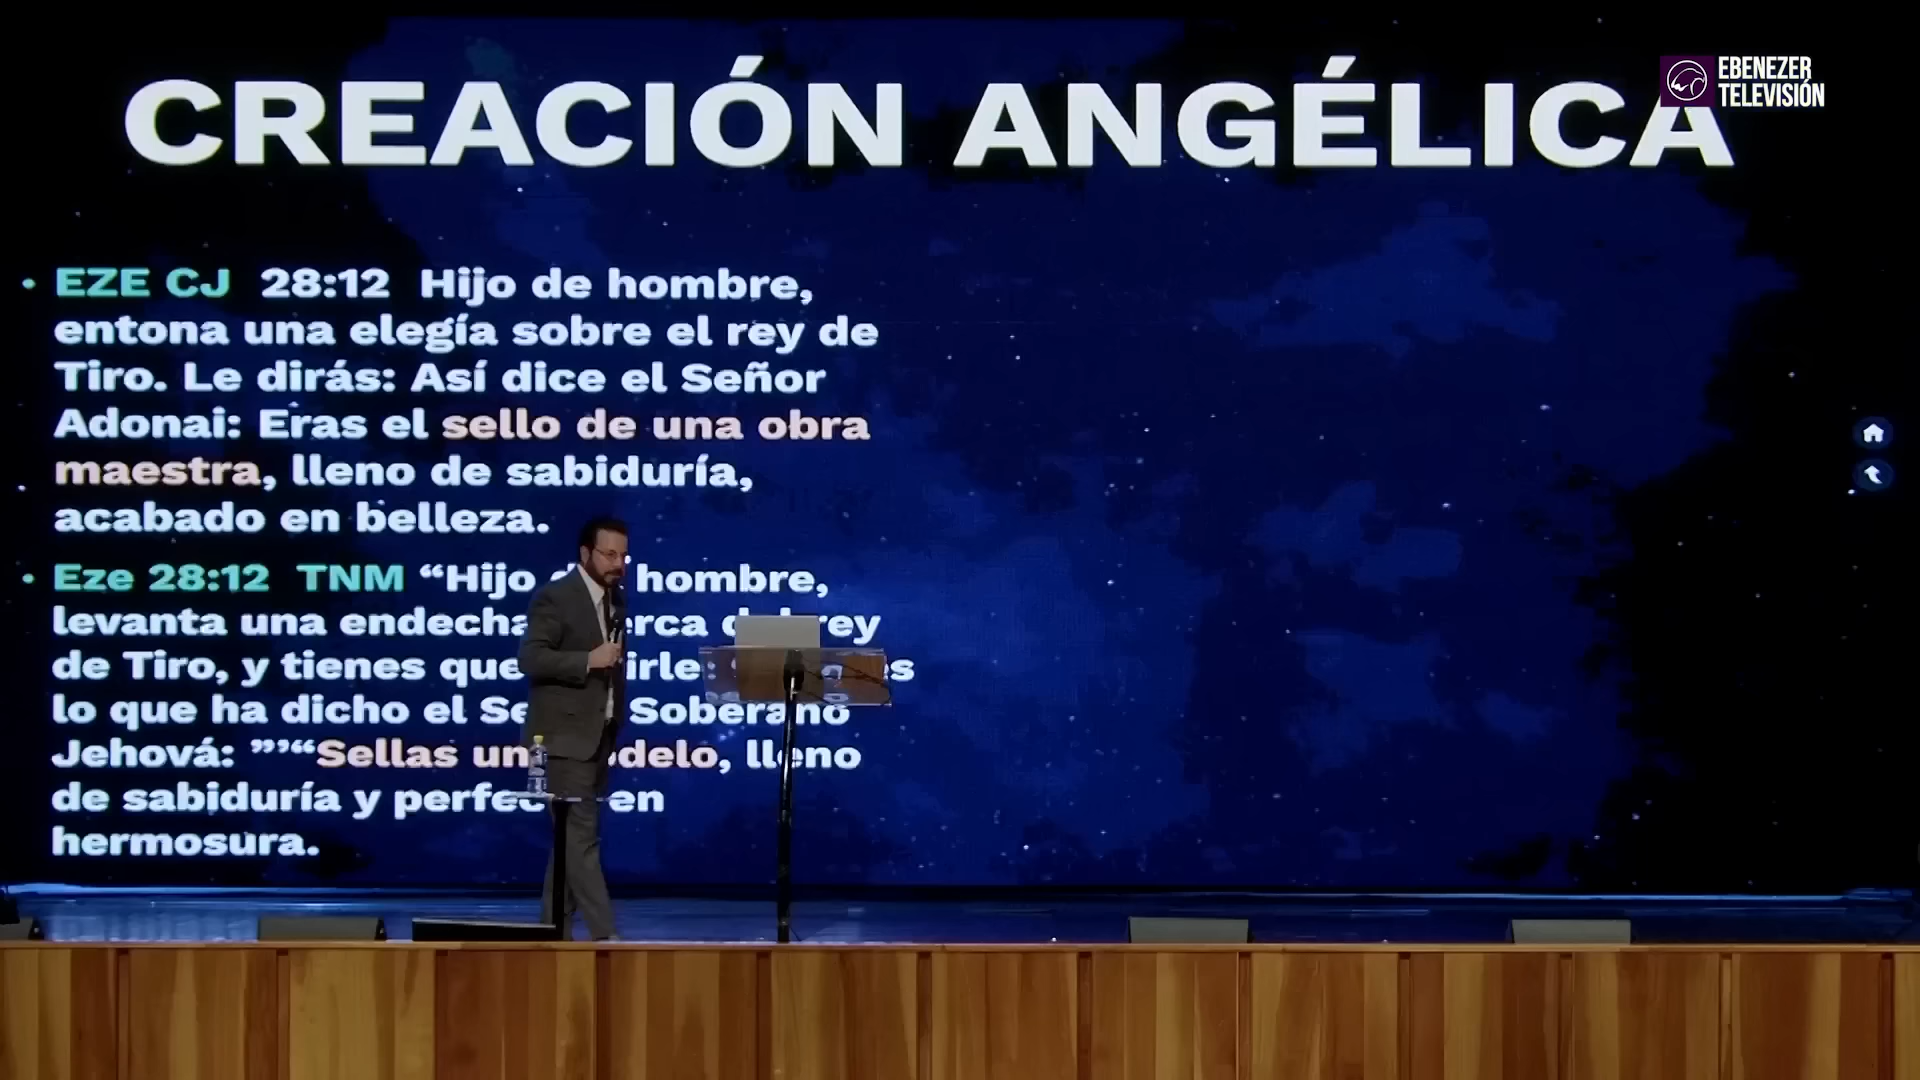 CREACIÓN ANGÉLICA
EBENEZER
TELEVISIÓN
• EZE CJ 28:12 Hijo de hombre,
entona una elegía sobre el rey de
Tiro. Le dirás: Así dice el Señor
Adonai: Eras el sello de una obra
maestra, lleno de sabiduría,
acabado en belleza.
• Eze 28:12 TNM “Hijo hombre,
levanta una endecha rey
de Tiro, y tienes que
lo que ha dicho el Soberano
Jehová: ”’“Sellas lleno
de sabiduría y en
hermosura.